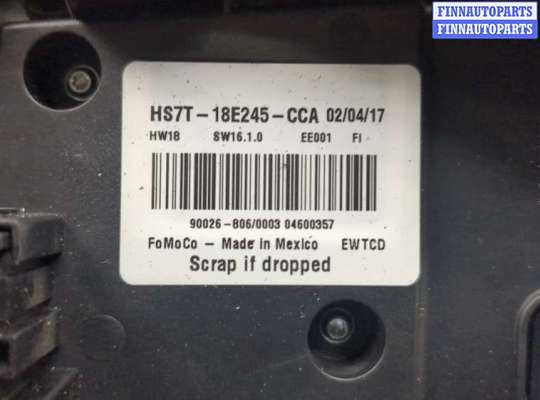 FINNAUTOPARTS
FINNAUTOPARTS
HS7T-18E245-CCA 02/04/17
HW18 SW16.1.0 EE001 FI
90026-806/0003 04600357
FoMoCo - Made in Mexico EWTCD
Scrap if dropped